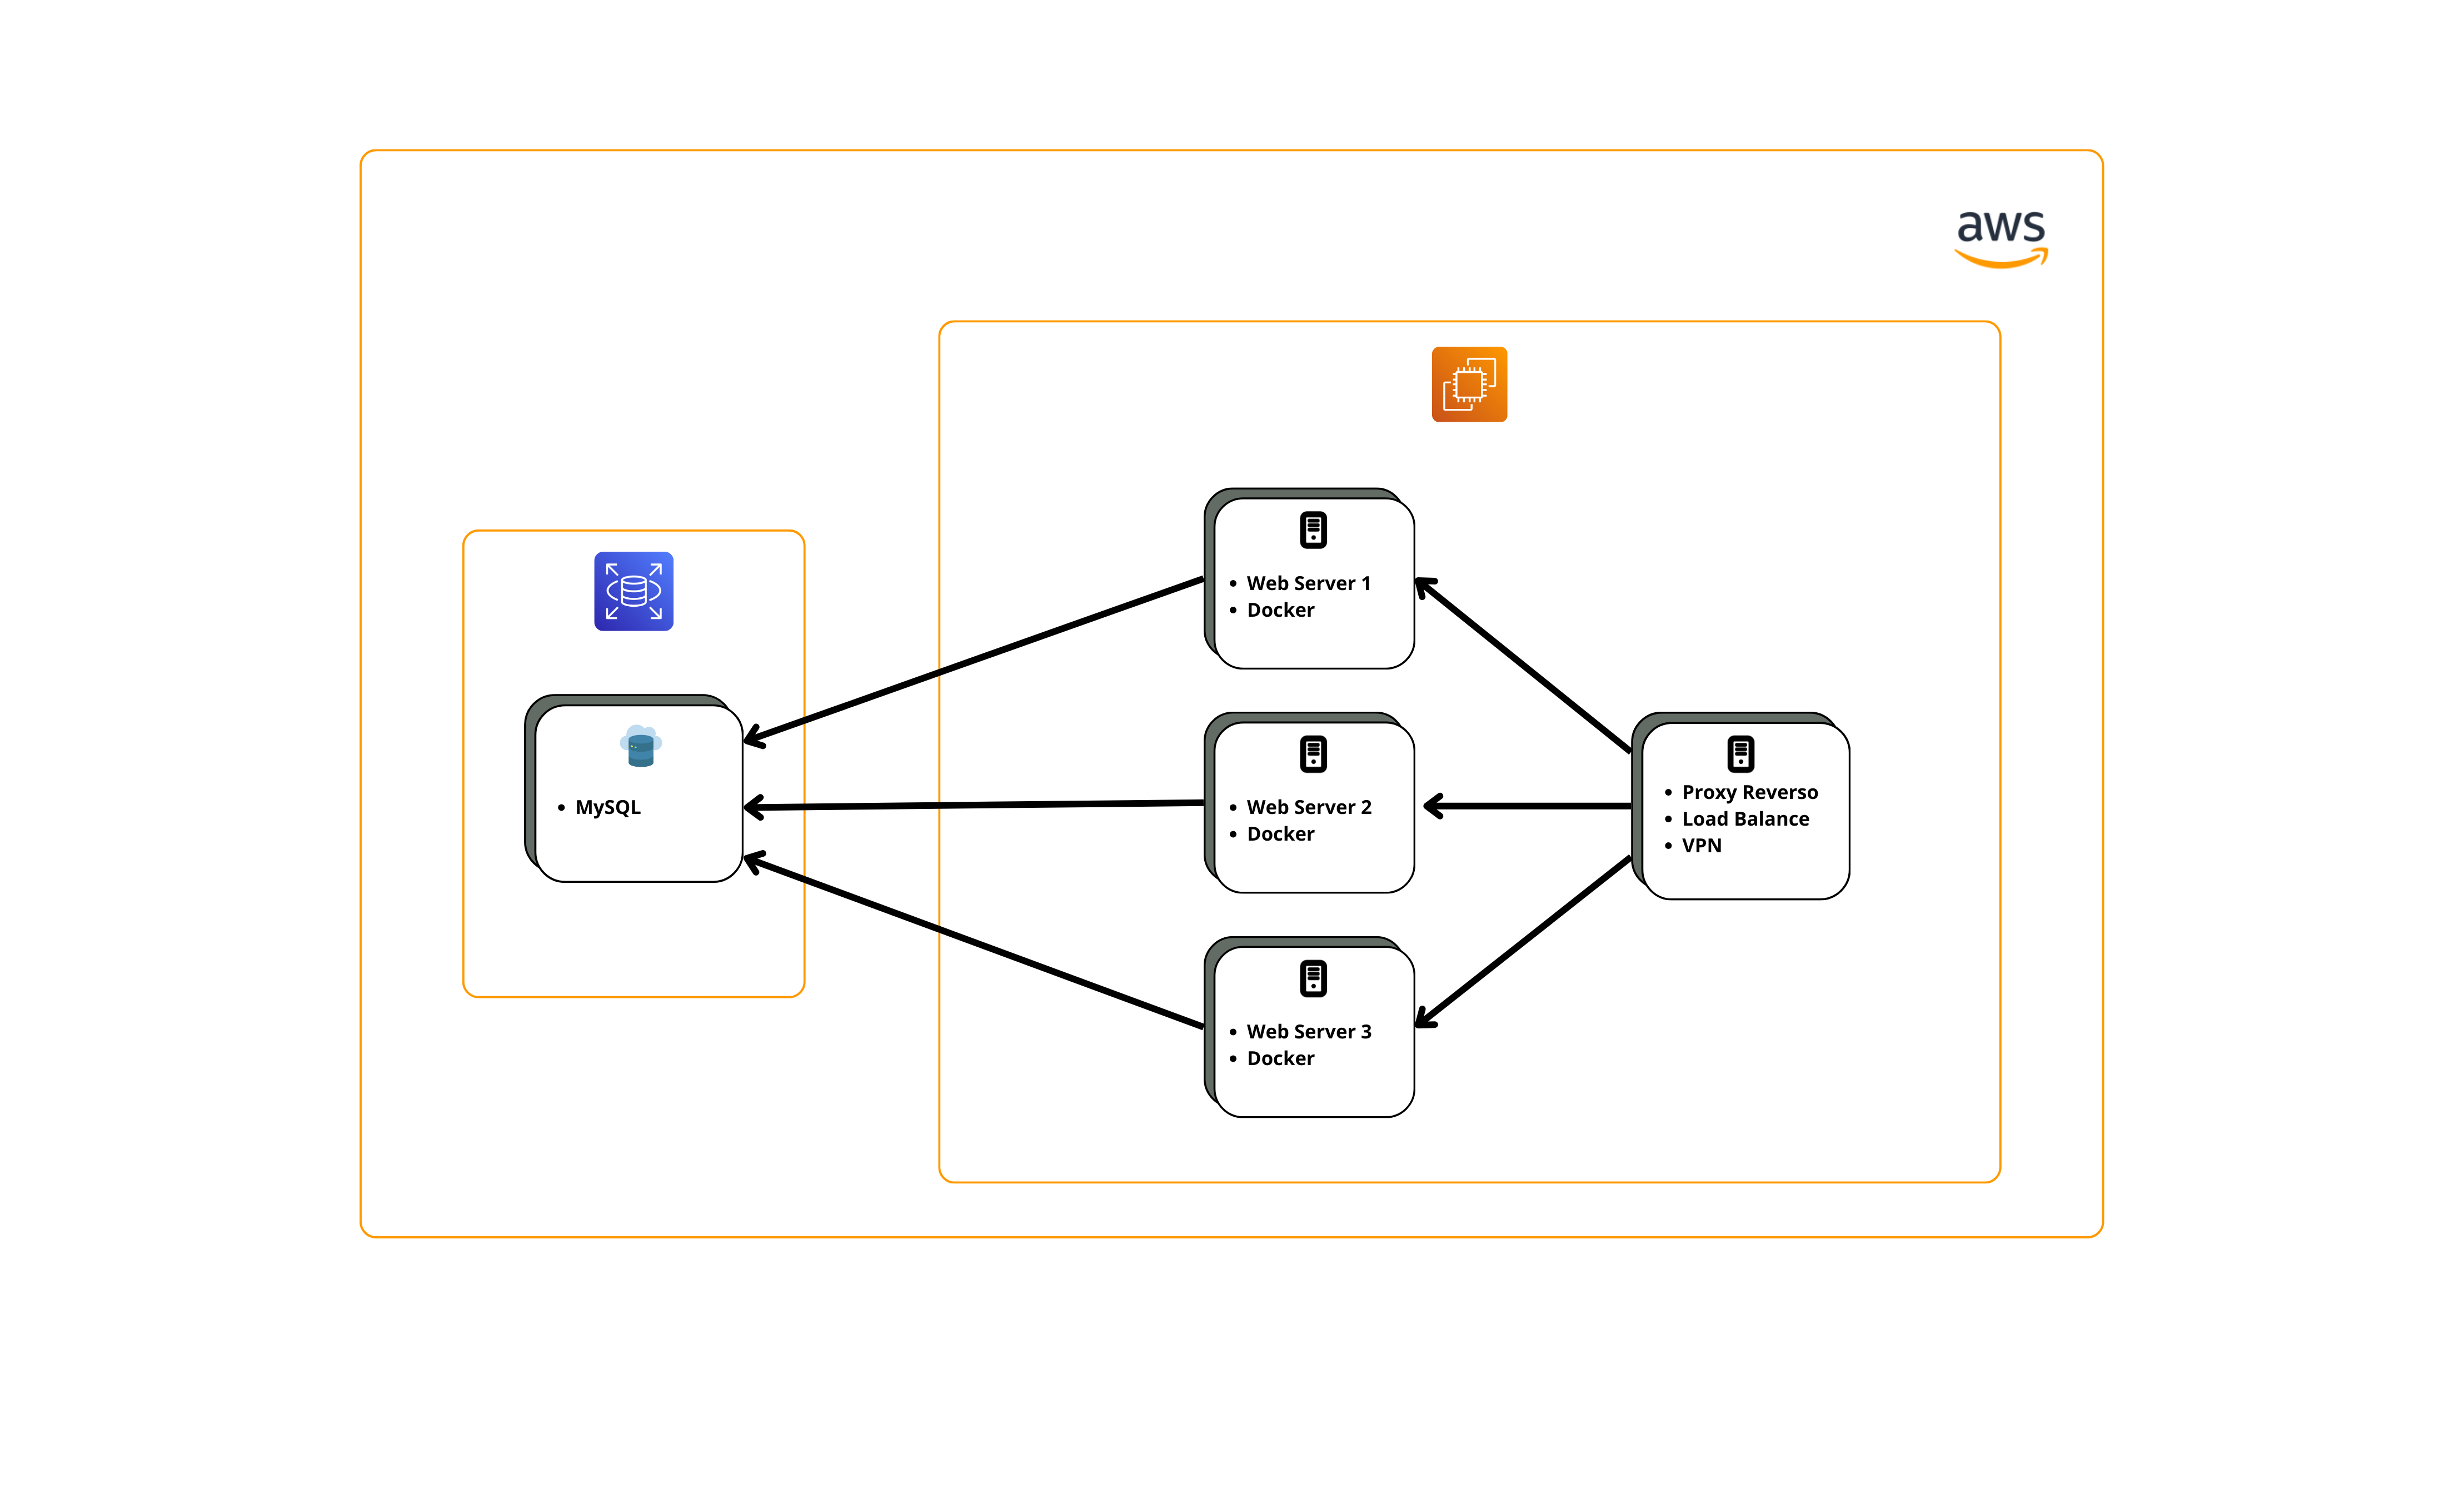 aws
Web Server 1
Docker
MySQL
Web Server 2
Docker
Proxy Reverso
Load Balance
VPN
Web Server 3
Docker